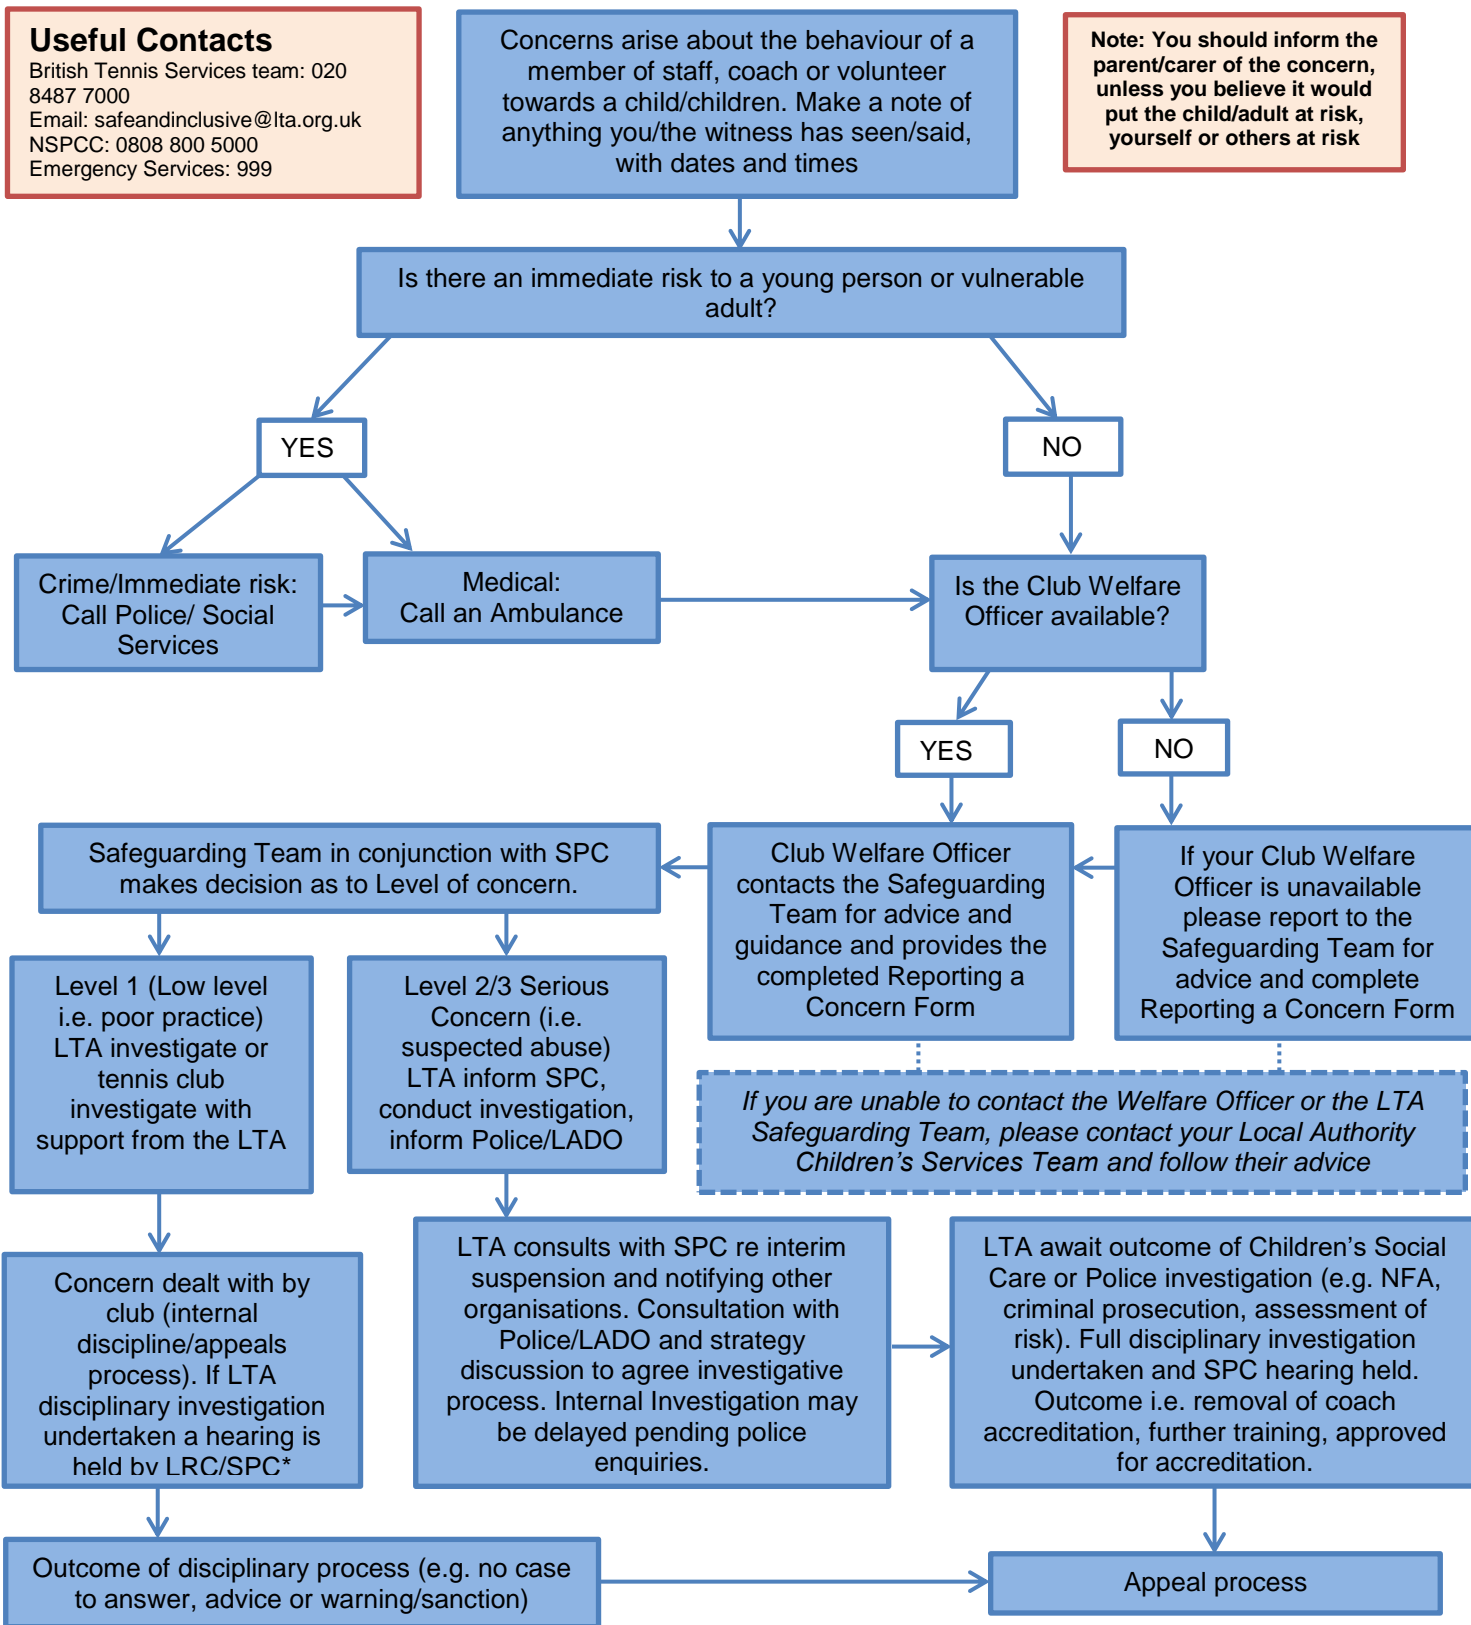 Useful Contacts
British Tennis Services team: 020
8487 7000
Email: safeandinclusive@lta.org.uk
NSPCC: 0808 800 5000
Emergency Services: 999
Concerns arise about the behaviour of a
member of staff, coach or volunteer
towards a child/children. Make a note of
anything you/the witness has seen/said,
with dates and times
Note: You should inform the
parent/carer of the concern,
unless you believe it would
put the child/adult at risk,
yourself or others at risk
Is there an immediate risk to a young person or vulnerable
adult?
YES
NO
Crime/Immediate risk:
Call Police/ Social
Services
Medical:
Call an Ambulance
Is the Club Welfare
Officer available?
YES
NO
Safeguarding Team in conjunction with SPC
makes decision as to Level of concern.
Club Welfare Officer
contacts the Safeguarding
Team for advice and
guidance and provides the
completed Reporting a
Concern Form
If your Club Welfare
Officer is unavailable
please report to the
Safeguarding Team for
advice and complete
Reporting a Concern Form
Level 1 (Low level
i.e. poor practice)
LTA investigate or
tennis club
investigate with
support from the LTA
Level 2/3 Serious
Concern (i.e.
suspected abuse)
LTA inform SPC,
conduct investigation,
inform Police/LADO
If you are unable to contact the Welfare Officer or the LTA
Safeguarding Team, please contact your Local Authority
Children’s Services Team and follow their advice
Concern dealt with by
club (internal
discipline/appeals
process). If LTA
disciplinary investigation
undertaken a hearing is
held by LRC/SPC*
LTA consults with SPC re interim
suspension and notifying other
organisations. Consultation with
Police/LADO and strategy
discussion to agree investigative
process. Internal Investigation may
be delayed pending police
enquiries.
LTA await outcome of Children’s Social
Care or Police investigation (e.g. NFA,
criminal prosecution, assessment of
risk). Full disciplinary investigation
undertaken and SPC hearing held.
Outcome i.e. removal of coach
accreditation, further training, approved
for accreditation.
Outcome of disciplinary process (e.g. no case
to answer, advice or warning/sanction)
Appeal process